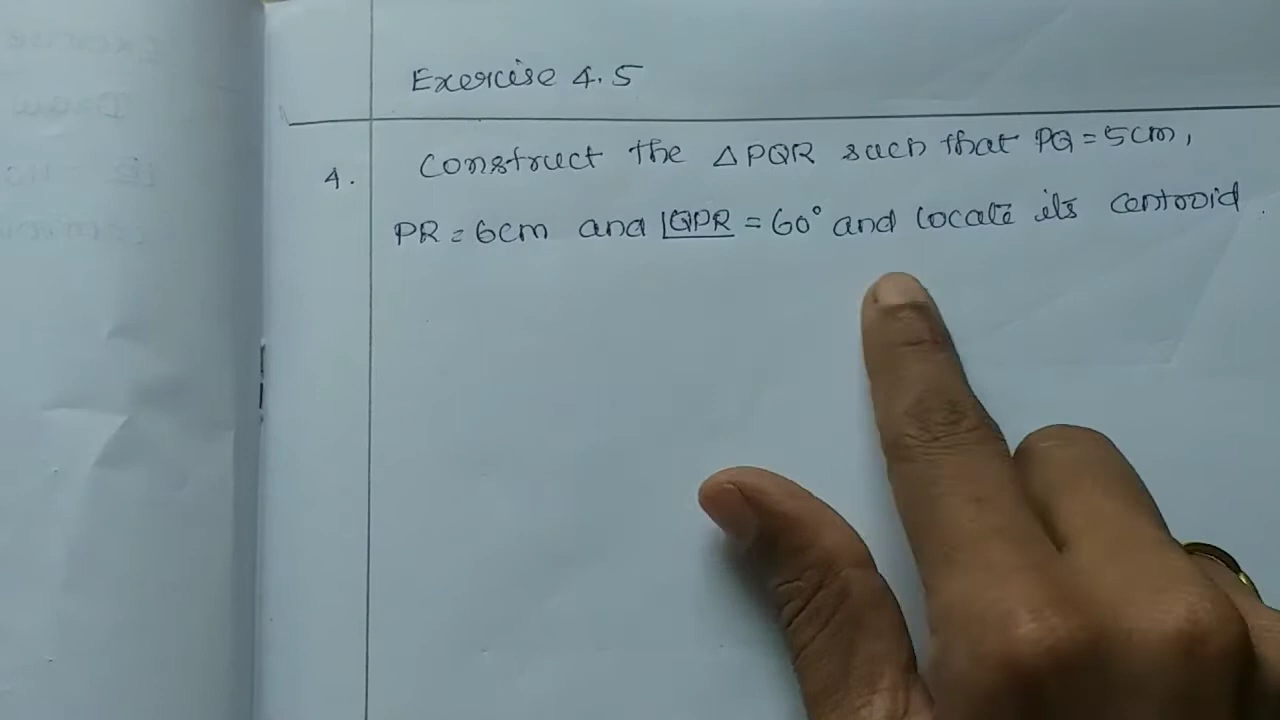 Exercise 4.5
4. Construct the △PQR such that PQ = 5cm,
PR = 6cm and ∠QPR = 60° and locate its centroid.